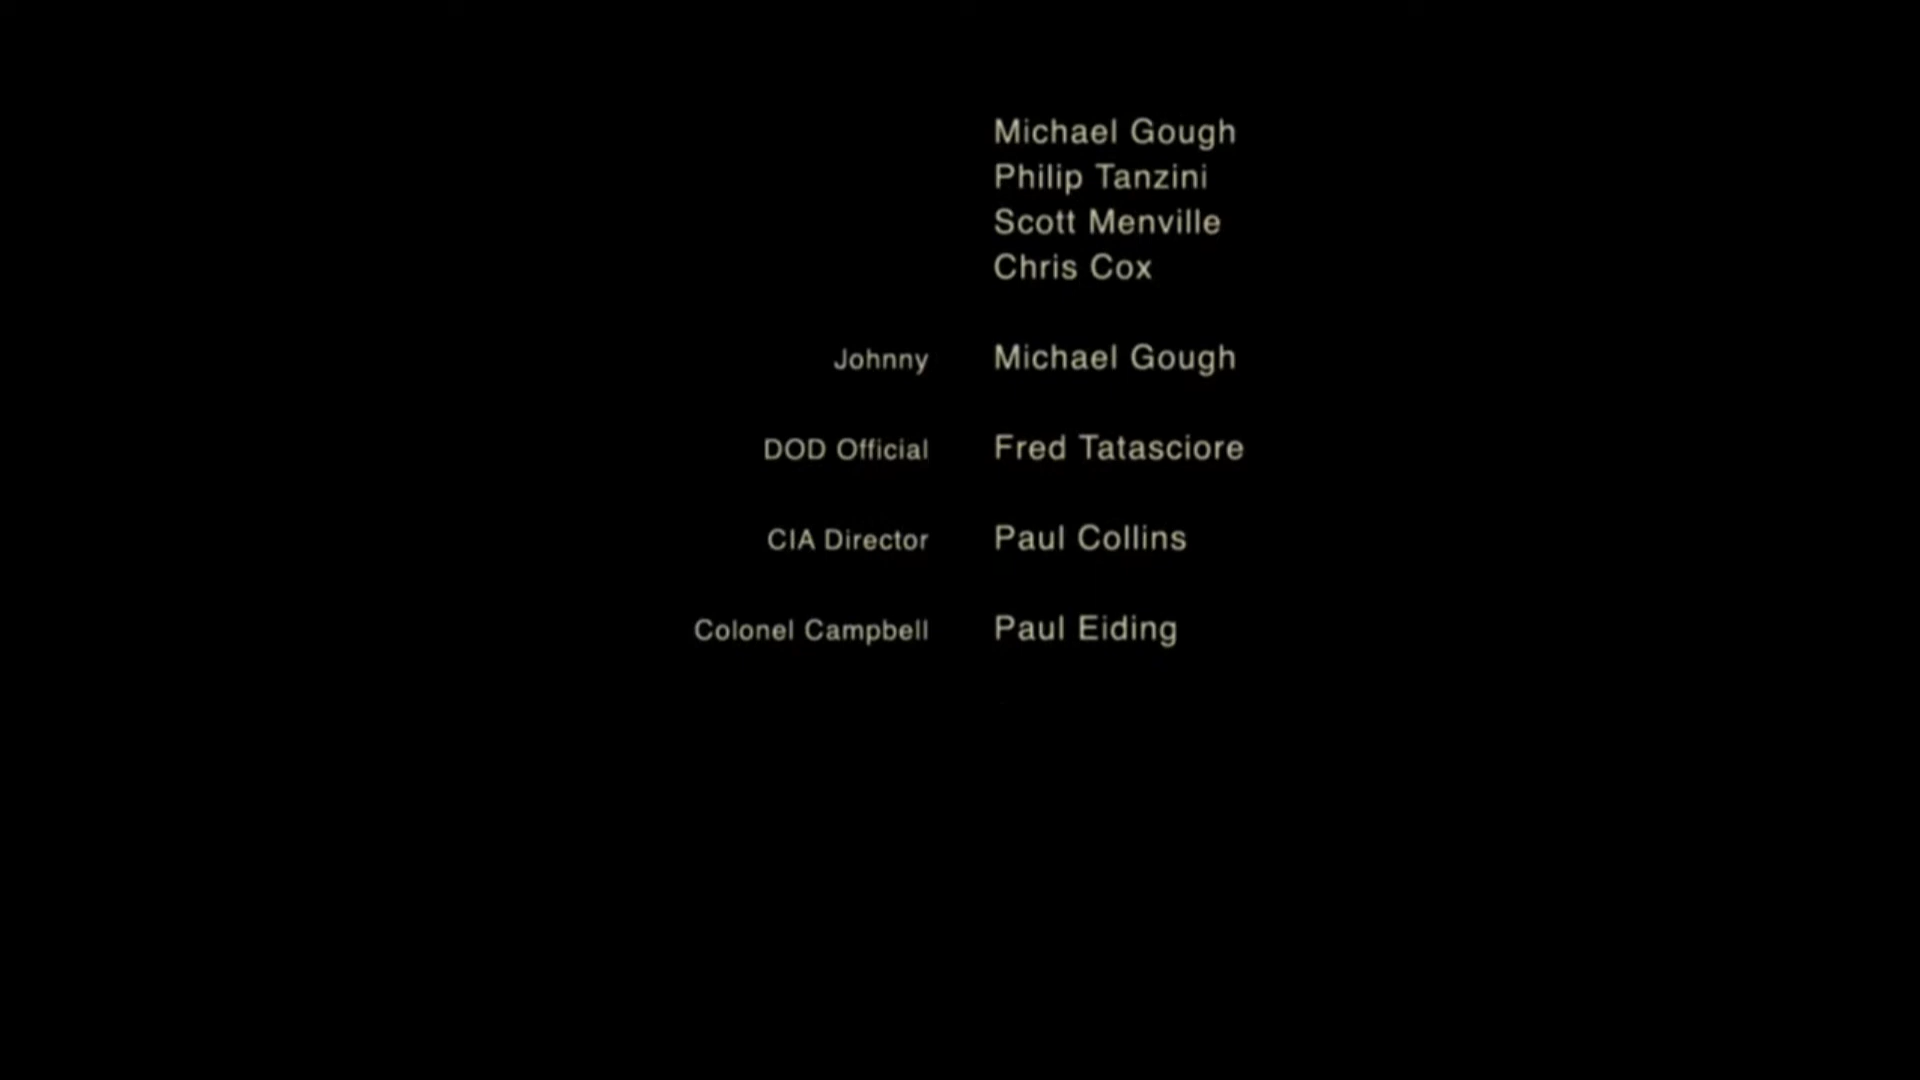 Michael Gough
Philip Tanzini
Scott Menville
Chris Cox
Johnny Michael Gough
DOD Official Fred Tatasciore
CIA Director Paul Collins
Colonel Campbell Paul Eiding